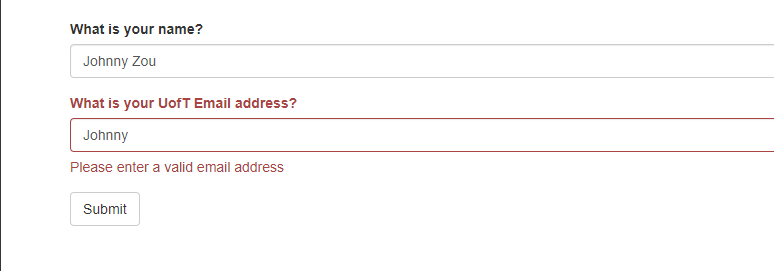 What is your name?
Johnny Zou
What is your UofT Email address?
Johnny
Please enter a valid email address
Submit